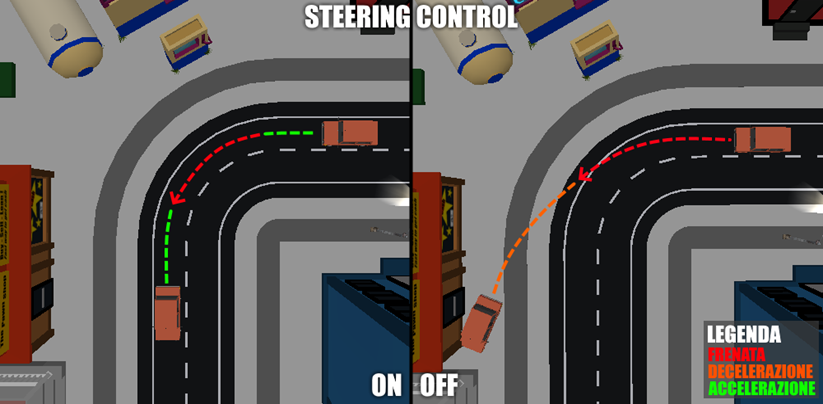 STEERING CONTROL
ON OFF
LEGENDA
FRENATA
DECELERAZIONE
ACCELERAZIONE